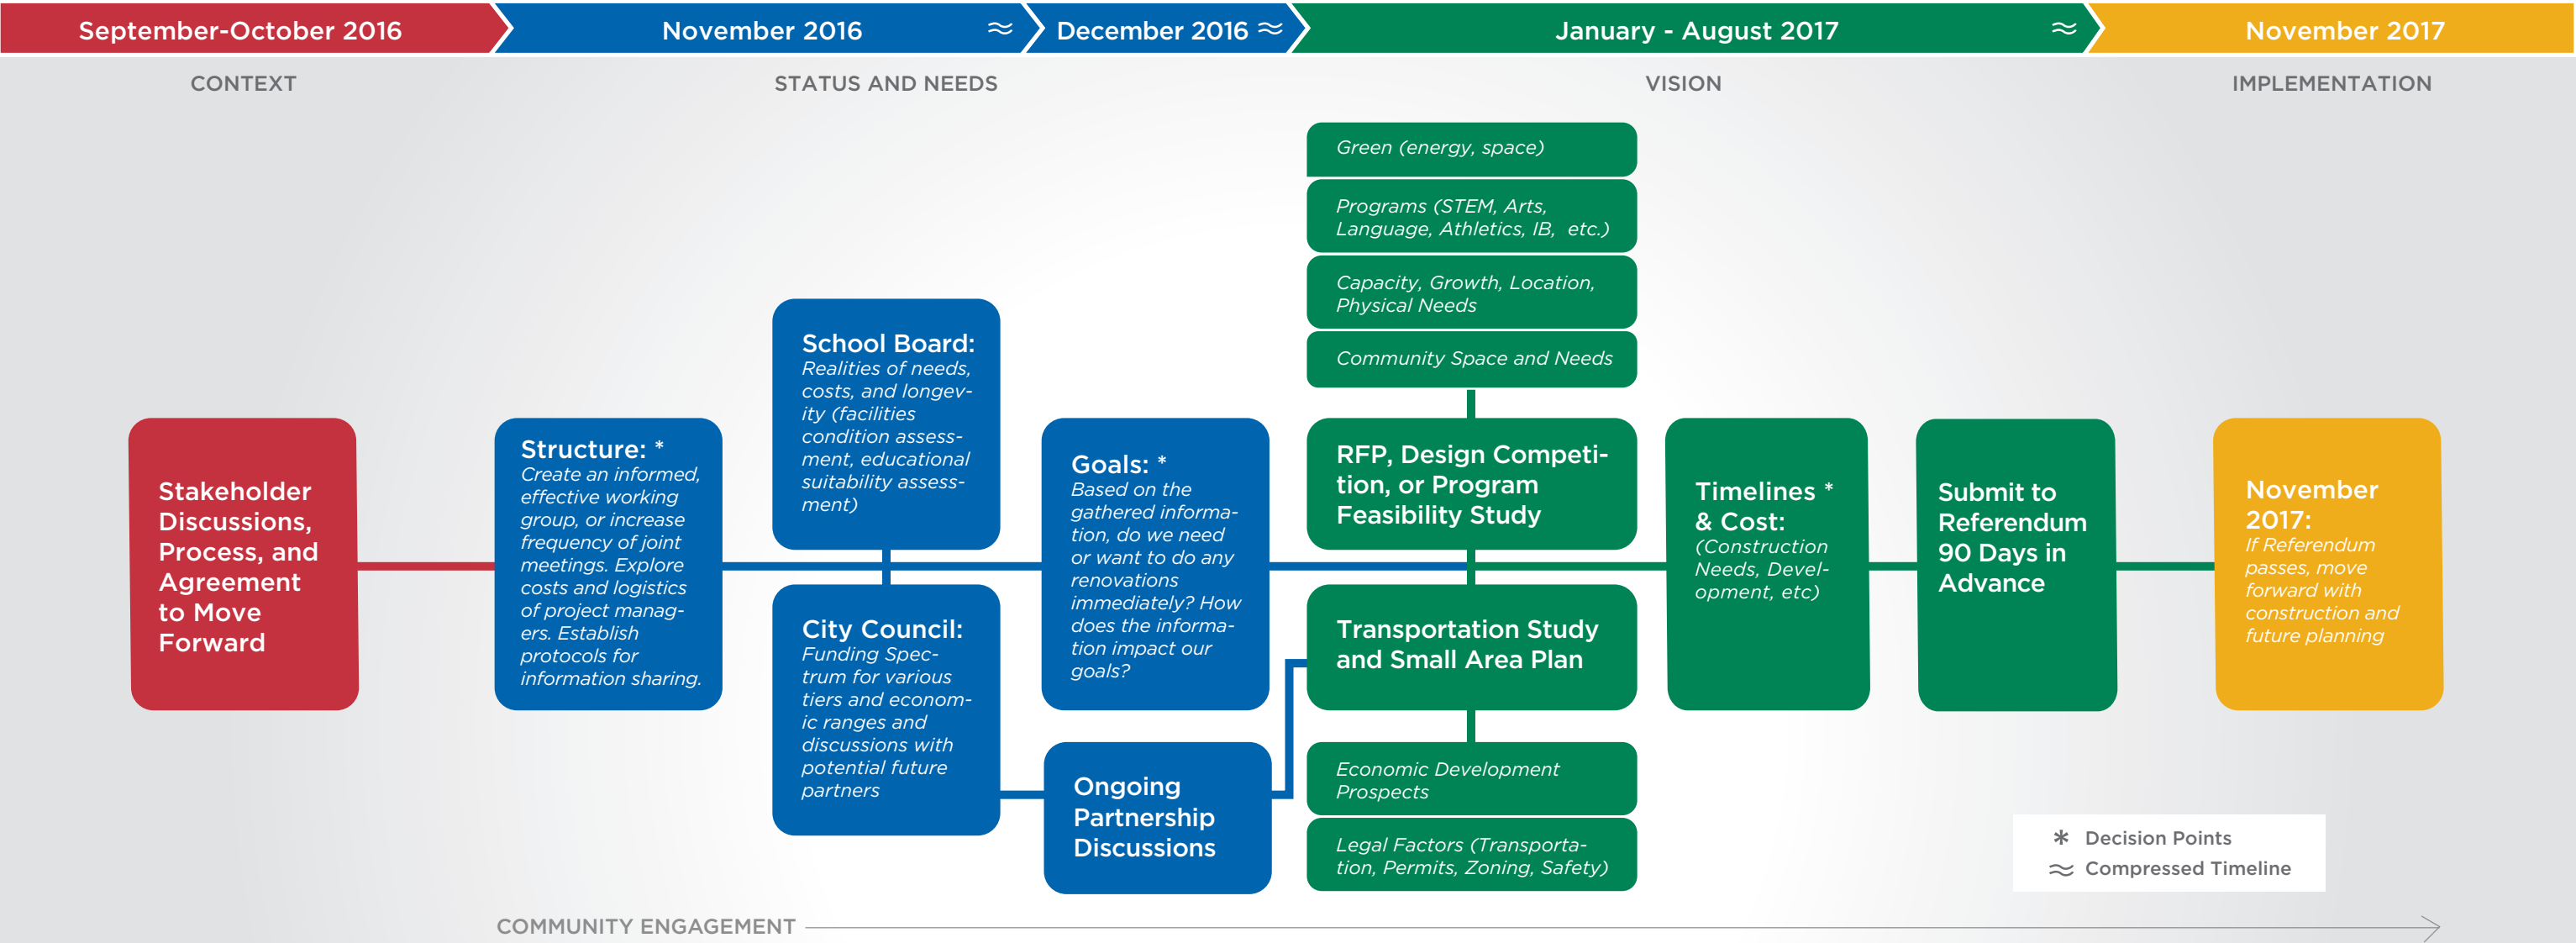 September-October 2016
November 2016 ≈
December 2016 ≈
January - August 2017 ≈
November 2017
CONTEXT
STATUS AND NEEDS
VISION
IMPLEMENTATION
Stakeholder
Discussions,
Process, and
Agreement
to Move
Forward
Structure: *
Create an informed,
effective working
group, or increase
frequency of joint
meetings. Explore
costs and logistics
of project manag-
ers. Establish
protocols for
information sharing.
School Board:
Realities of needs,
costs, and longev-
ity (facilities
condition assess-
ment, educational
suitability assess-
ment)
City Council:
Funding Spec-
trum for various
tiers and econom-
ic ranges and
discussions with
potential future
partners
Goals: *
Based on the
gathered informa-
tion, do we need
or want to do any
renovations
immediately? How
does the informa-
tion impact our
goals?
Ongoing
Partnership
Discussions
Green (energy, space)
Programs (STEM, Arts,
Language, Athletics, IB, etc.)
Capacity, Growth, Location,
Physical Needs
Community Space and Needs
RFP, Design Competi-
tion, or Program
Feasibility Study
Transportation Study
and Small Area Plan
Economic Development
Prospects
Legal Factors (Transporta-
tion, Permits, Zoning, Safety)
Timelines *
& Cost:
(Construction
Needs, Devel-
opment, etc)
Submit to
Referendum
90 Days in
Advance
November
2017:
If Referendum
passes, move
forward with
construction and
future planning
* Decision Points
≈ Compressed Timeline
COMMUNITY ENGAGEMENT